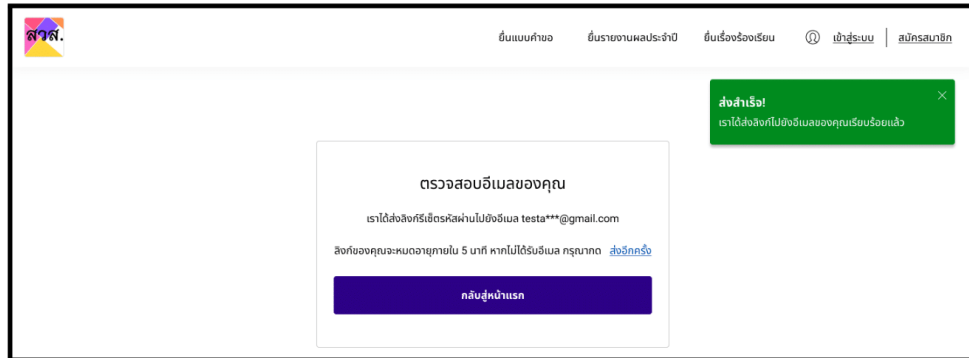 สวส.
ยื่นแบบคำขอ ยื่นรายงานผลประจำปี ยื่นเรื่องร้องเรียน เข้าสู่ระบบ สมัครสมาชิก
ส่งสำเร็จ!
เราได้ส่งลิงก์ไปยังอีเมลของคุณเรียบร้อยแล้ว
ตรวจสอบอีเมลของคุณ
เราได้ส่งลิงก์รีเซ็ตรหัสผ่านไปยังอีเมล testa***@gmail.com
ลิงก์ของคุณจะหมดอายุภายใน 5 นาที หากไม่ได้รับอีเมล กรุณากด ส่งอีกครั้ง
กลับสู่หน้าแรก